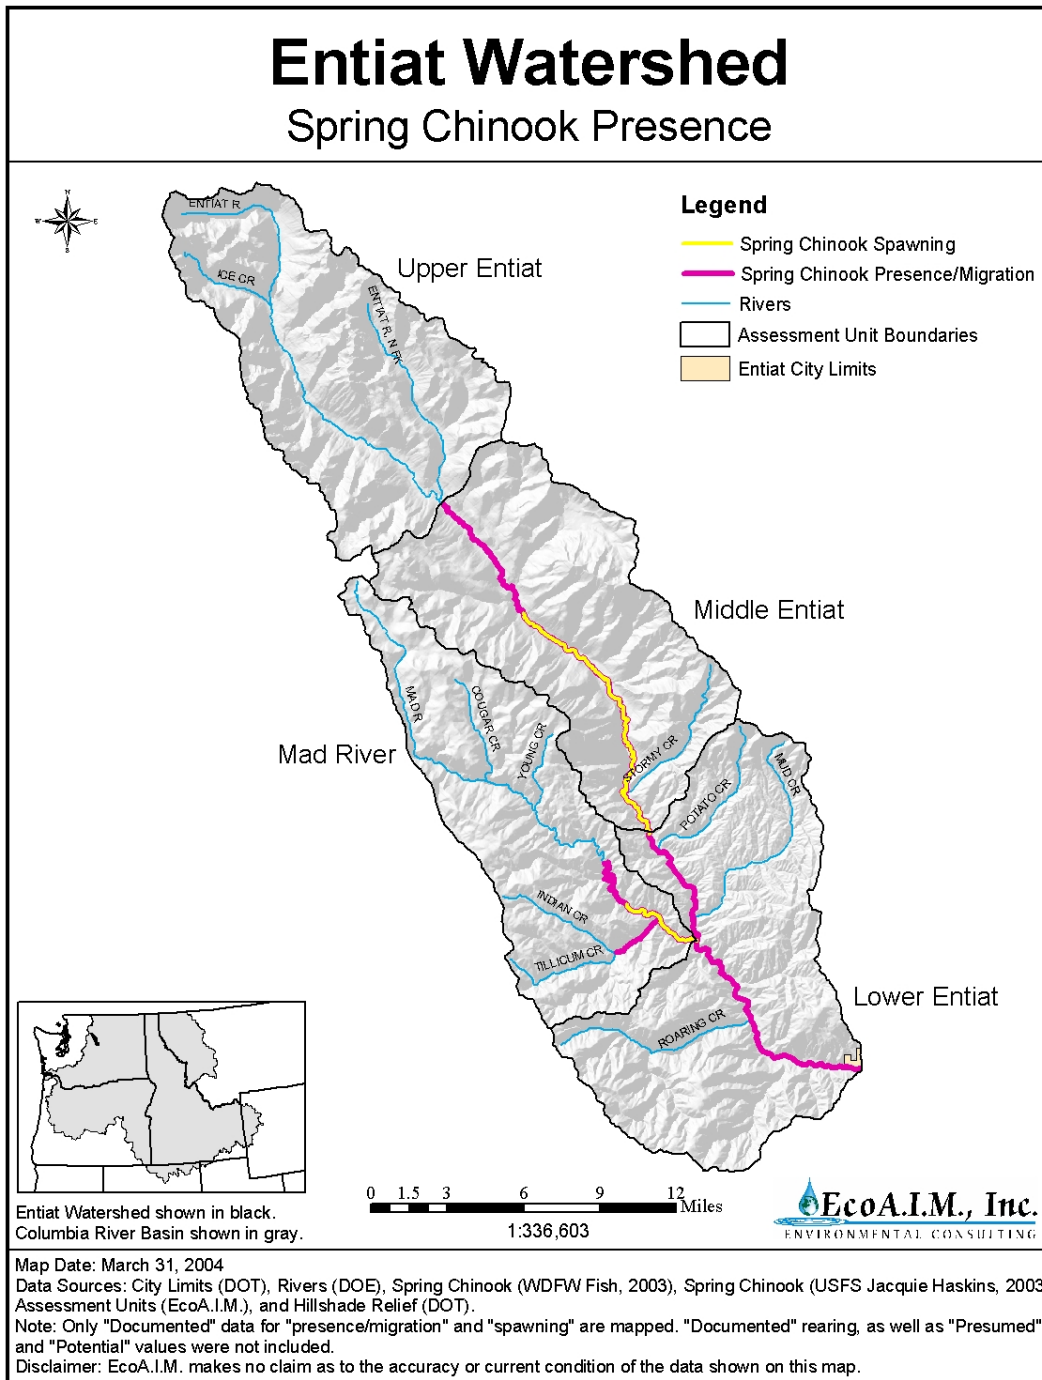 Entiat Watershed
Spring Chinook Presence
N
W E
S
Legend
Spring Chinook Spawning
Spring Chinook Presence/Migration
Rivers
Assessment Unit Boundaries
Entiat City Limits
ENTIAT R
ICE CR
Upper Entiat
ENTIAT R, N FK
Middle Entiat
MAD R
COUGAR CR
YOUNG CR
Mad River
STORMY CR
POTATO CR
MUD CR
INDIAN CR
TILLICUM CR
Lower Entiat
ROARING CR
0 1.5 3 6 9 12
Miles
1:336,603
EcoA.I.M., Inc.
ENVIRONMENTAL CONSULTING
Entiat Watershed shown in black.
Columbia River Basin shown in gray.
Map Date: March 31, 2004
Data Sources: City Limits (DOT), Rivers (DOE), Spring Chinook (WDFW Fish, 2003), Spring Chinook (USFS Jacquie Haskins, 2003
Assessment Units (EcoA.I.M.), and Hillshade Relief (DOT).
Note: Only "Documented" data for "presence/migration" and "spawning" are mapped. "Documented" rearing, as well as "Presumed"
and "Potential" values were not included.
Disclaimer: EcoA.I.M. makes no claim as to the accuracy or current condition of the data shown on this map.